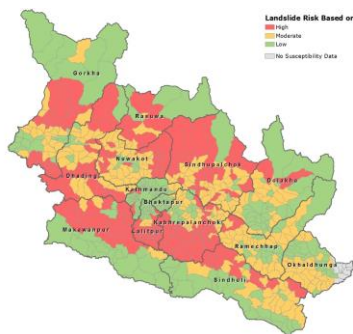 Landslide Risk Based or
High
Moderate
Low
No Susceptibility Data
Gorkha
Rasuwa
Nuwakot
Sindhupalchok
Dolakha
Dhading
Kathmandu
Bhaktapur
Kabhrepalanchok
Lalitpur
Makawanpur
Ramechhap
Okhaldhunga
Sindhuli